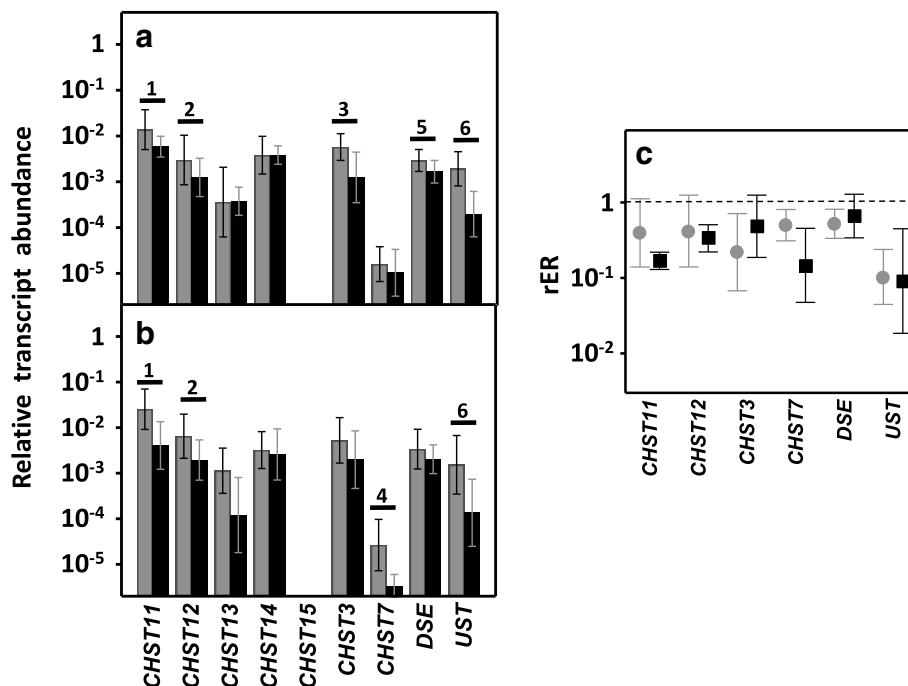 Relative transcript abundance
a
1
10⁻¹
10⁻²
10⁻³
10⁻⁴
10⁻⁵
1
2
3
5
6
b
1
10⁻¹
10⁻²
10⁻³
10⁻⁴
10⁻⁵
1
2
4
6
CHST11
CHST12
CHST13
CHST14
CHST15
CHST3
CHST7
DSE
UST
c
rER
1
10⁻¹
10⁻²
CHST11
CHST12
CHST3
CHST7
DSE
UST